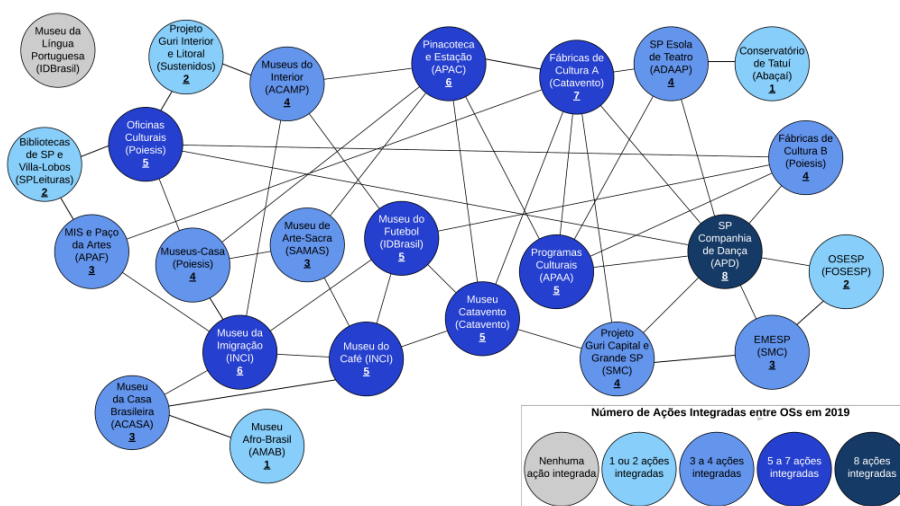 Museu da
Língua
Portuguesa
(IDBrasil)
Projeto
Guri Interior
e Litoral
(Sustenidos)
2
Museus do
Interior
(ACAMP)
4
Pinacoteca
e Estação
(APAC)
6
Fábricas de
Cultura A
(Catavento)
7
SP Escola
de Teatro
(ADAAP)
4
Conservatório
de Tatuí
(Abaçaí)
1
Oficinas
Culturais
(Poiesis)
5
Bibliotecas
de SP e
Villa-Lobos
(SPLeituras)
2
Fábricas de
Cultura B
(Poiesis)
4
MIS e Paço
da Artes
(APAF)
3
Museus-Casa
(Poiesis)
4
Museu de
Arte-Sacra
(SAMAS)
3
Museu do
Futebol
(IDBrasil)
5
Programas
Culturais
(APAA)
5
SP
Companhia
de Dança
(APD)
8
OSESP
(FOSESP)
2
Museu da
Imigração
(INCI)
6
Museu do
Café (INCI)
5
Museu
Catavento
(Catavento)
5
Projeto
Guri Capital e
Grande SP
(SMC)
4
EMESP
(SMC)
3
Museu
da Casa
Brasileira
(ACASA)
3
Museu
Afro-Brasil
(AMAB)
1
Número de Ações Integradas entre OSs em 2019
Nenhuma
ação integrada
1 ou 2 ações
integradas
3 a 4 ações
integradas
5 a 7 ações
integradas
8 ações
integradas